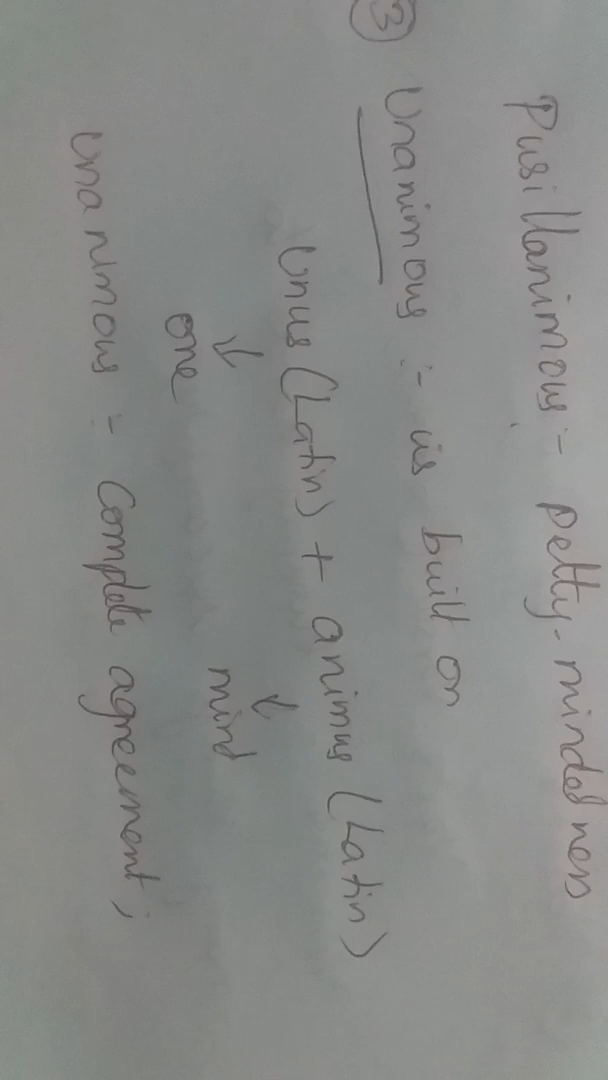 Pusillanimous :- petty-mindedness
③ Unanimous :- is built on
Unus (Latin) + animus (Latin)
↓ ↓
one mind
Unanimous :- Complete agreement;